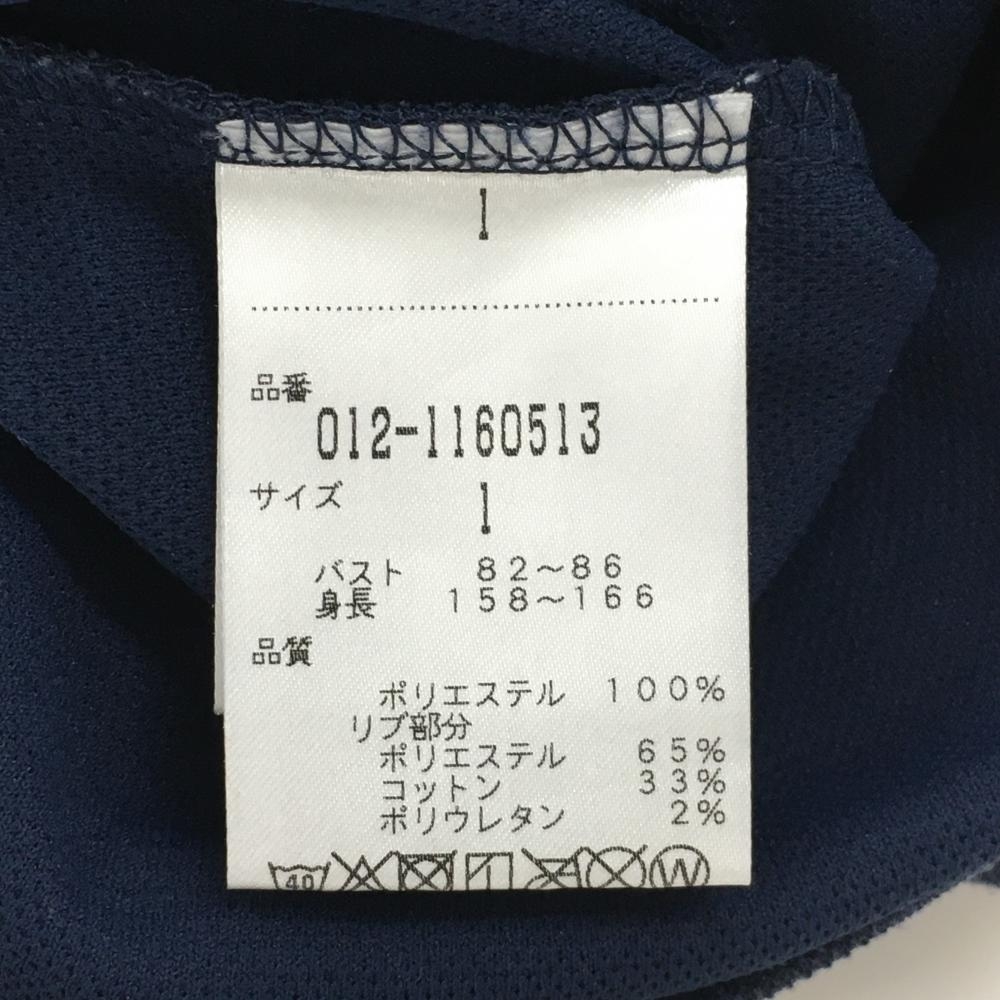 1
品番
012-1160513
サイズ 1
バスト 82～86
身長 158～166
品質
ポリエステル 100%
リブ部分
ポリエステル 65%
コットン 33%
ポリウレタン 2%
40 W